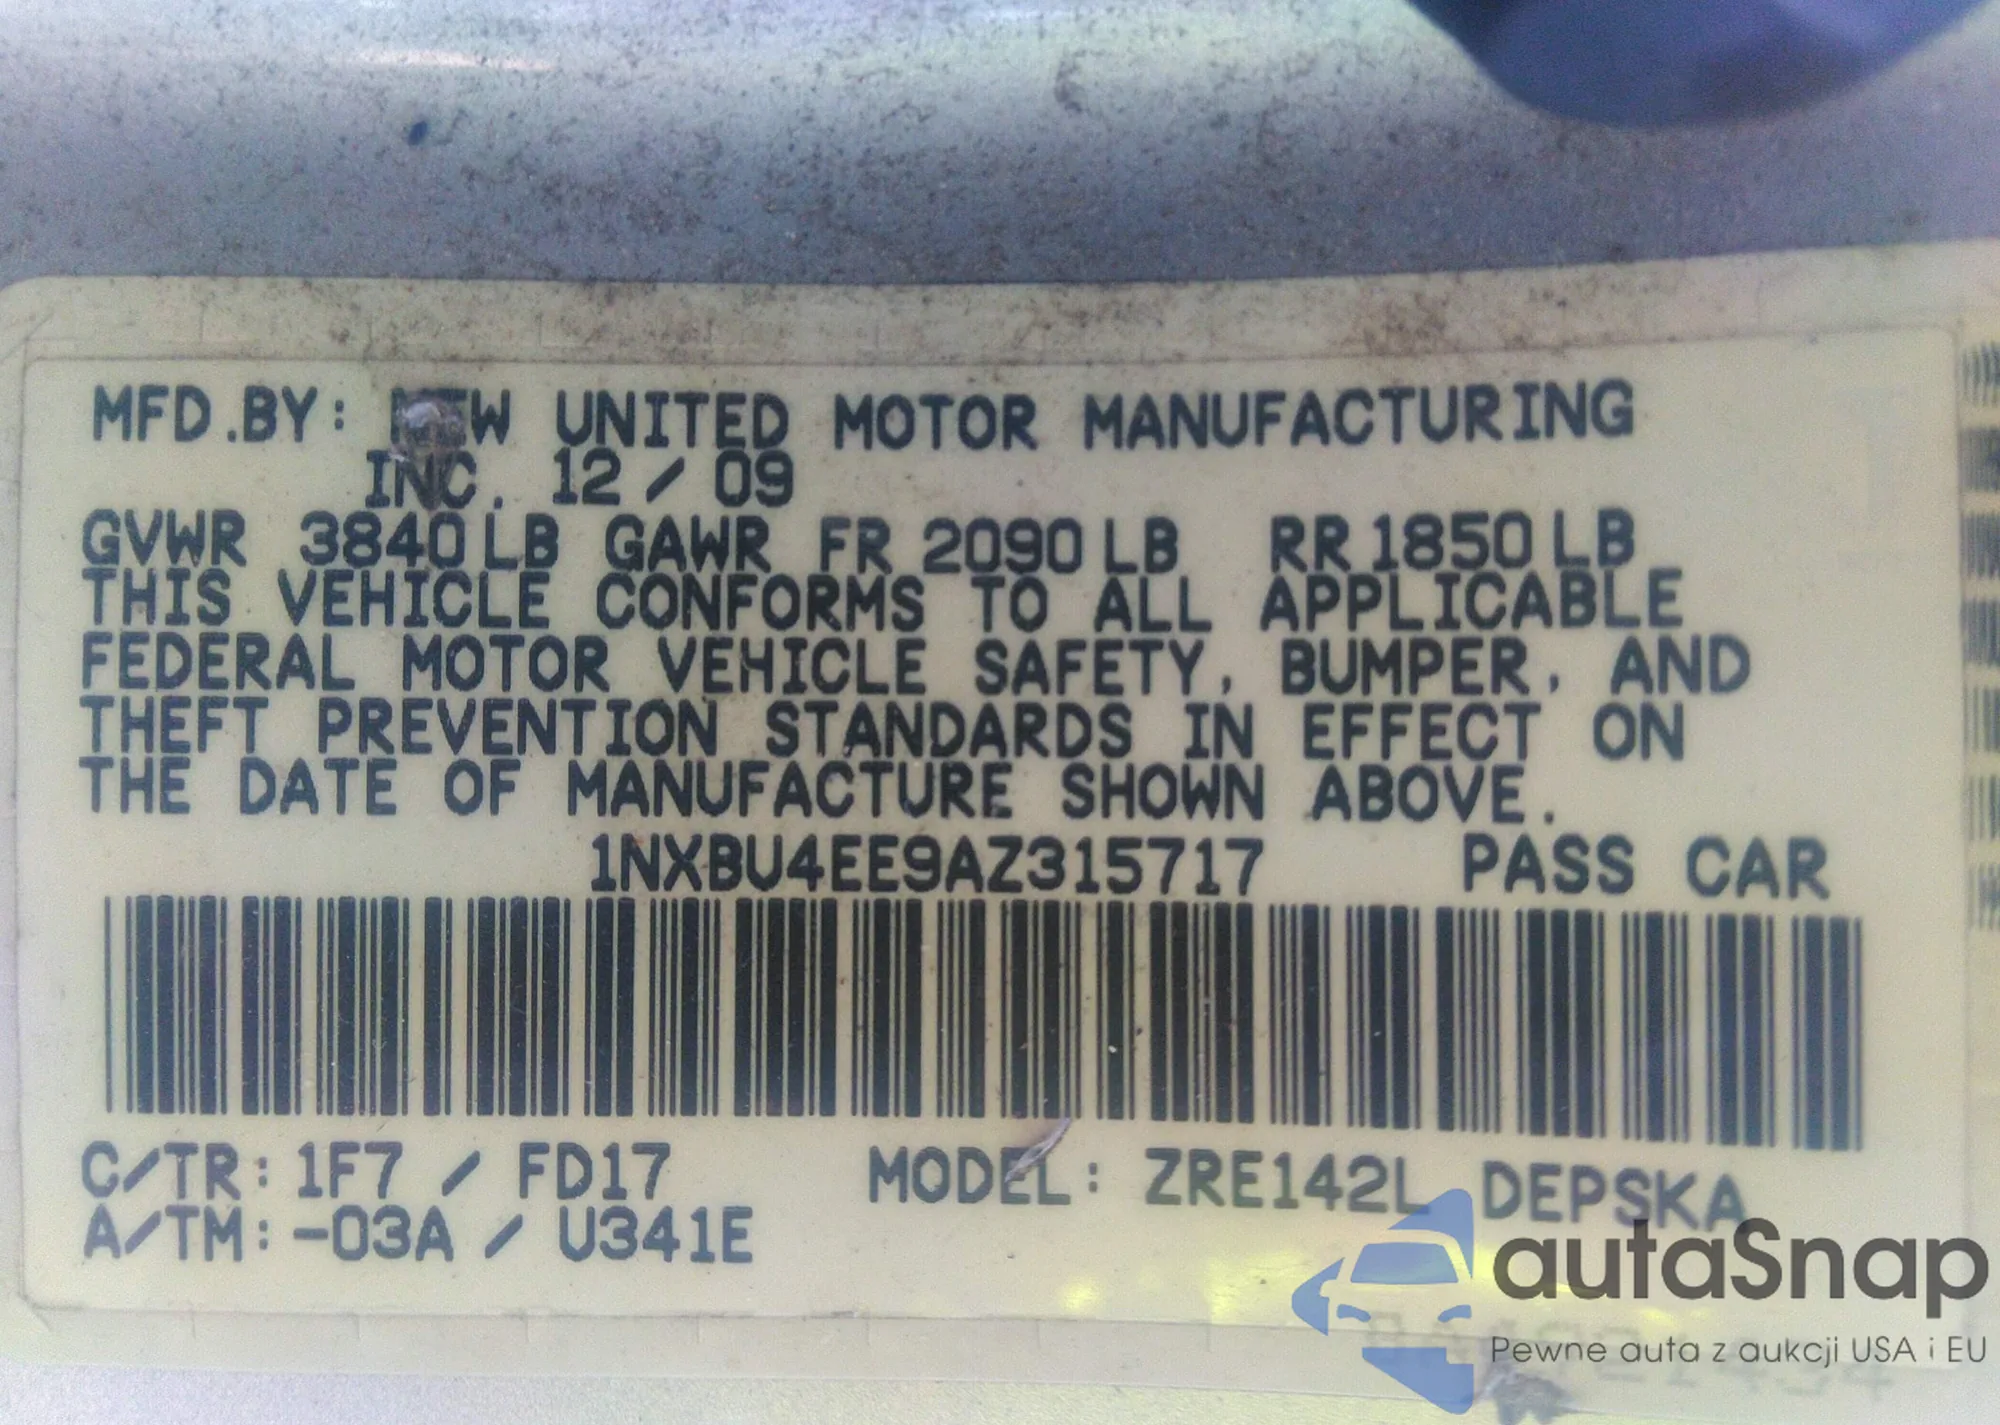 MFD.BY: NEW UNITED MOTOR MANUFACTURING
INC. 12 / 09
GVWR 3840 LB GAWR FR 2090 LB RR 1850 LB
THIS VEHICLE CONFORMS TO ALL APPLICABLE
FEDERAL MOTOR VEHICLE SAFETY, BUMPER, AND
THEFT PREVENTION STANDARDS IN EFFECT ON
THE DATE OF MANUFACTURE SHOWN ABOVE.
1NXBU4EE9AZ315717 PASS CAR
C/TR: 1F7 / FD17 MODEL: ZRE142L DEPSKA
A/TM: -03A / U341E
autaSnap
Pewne auta z aukcji USA i EU